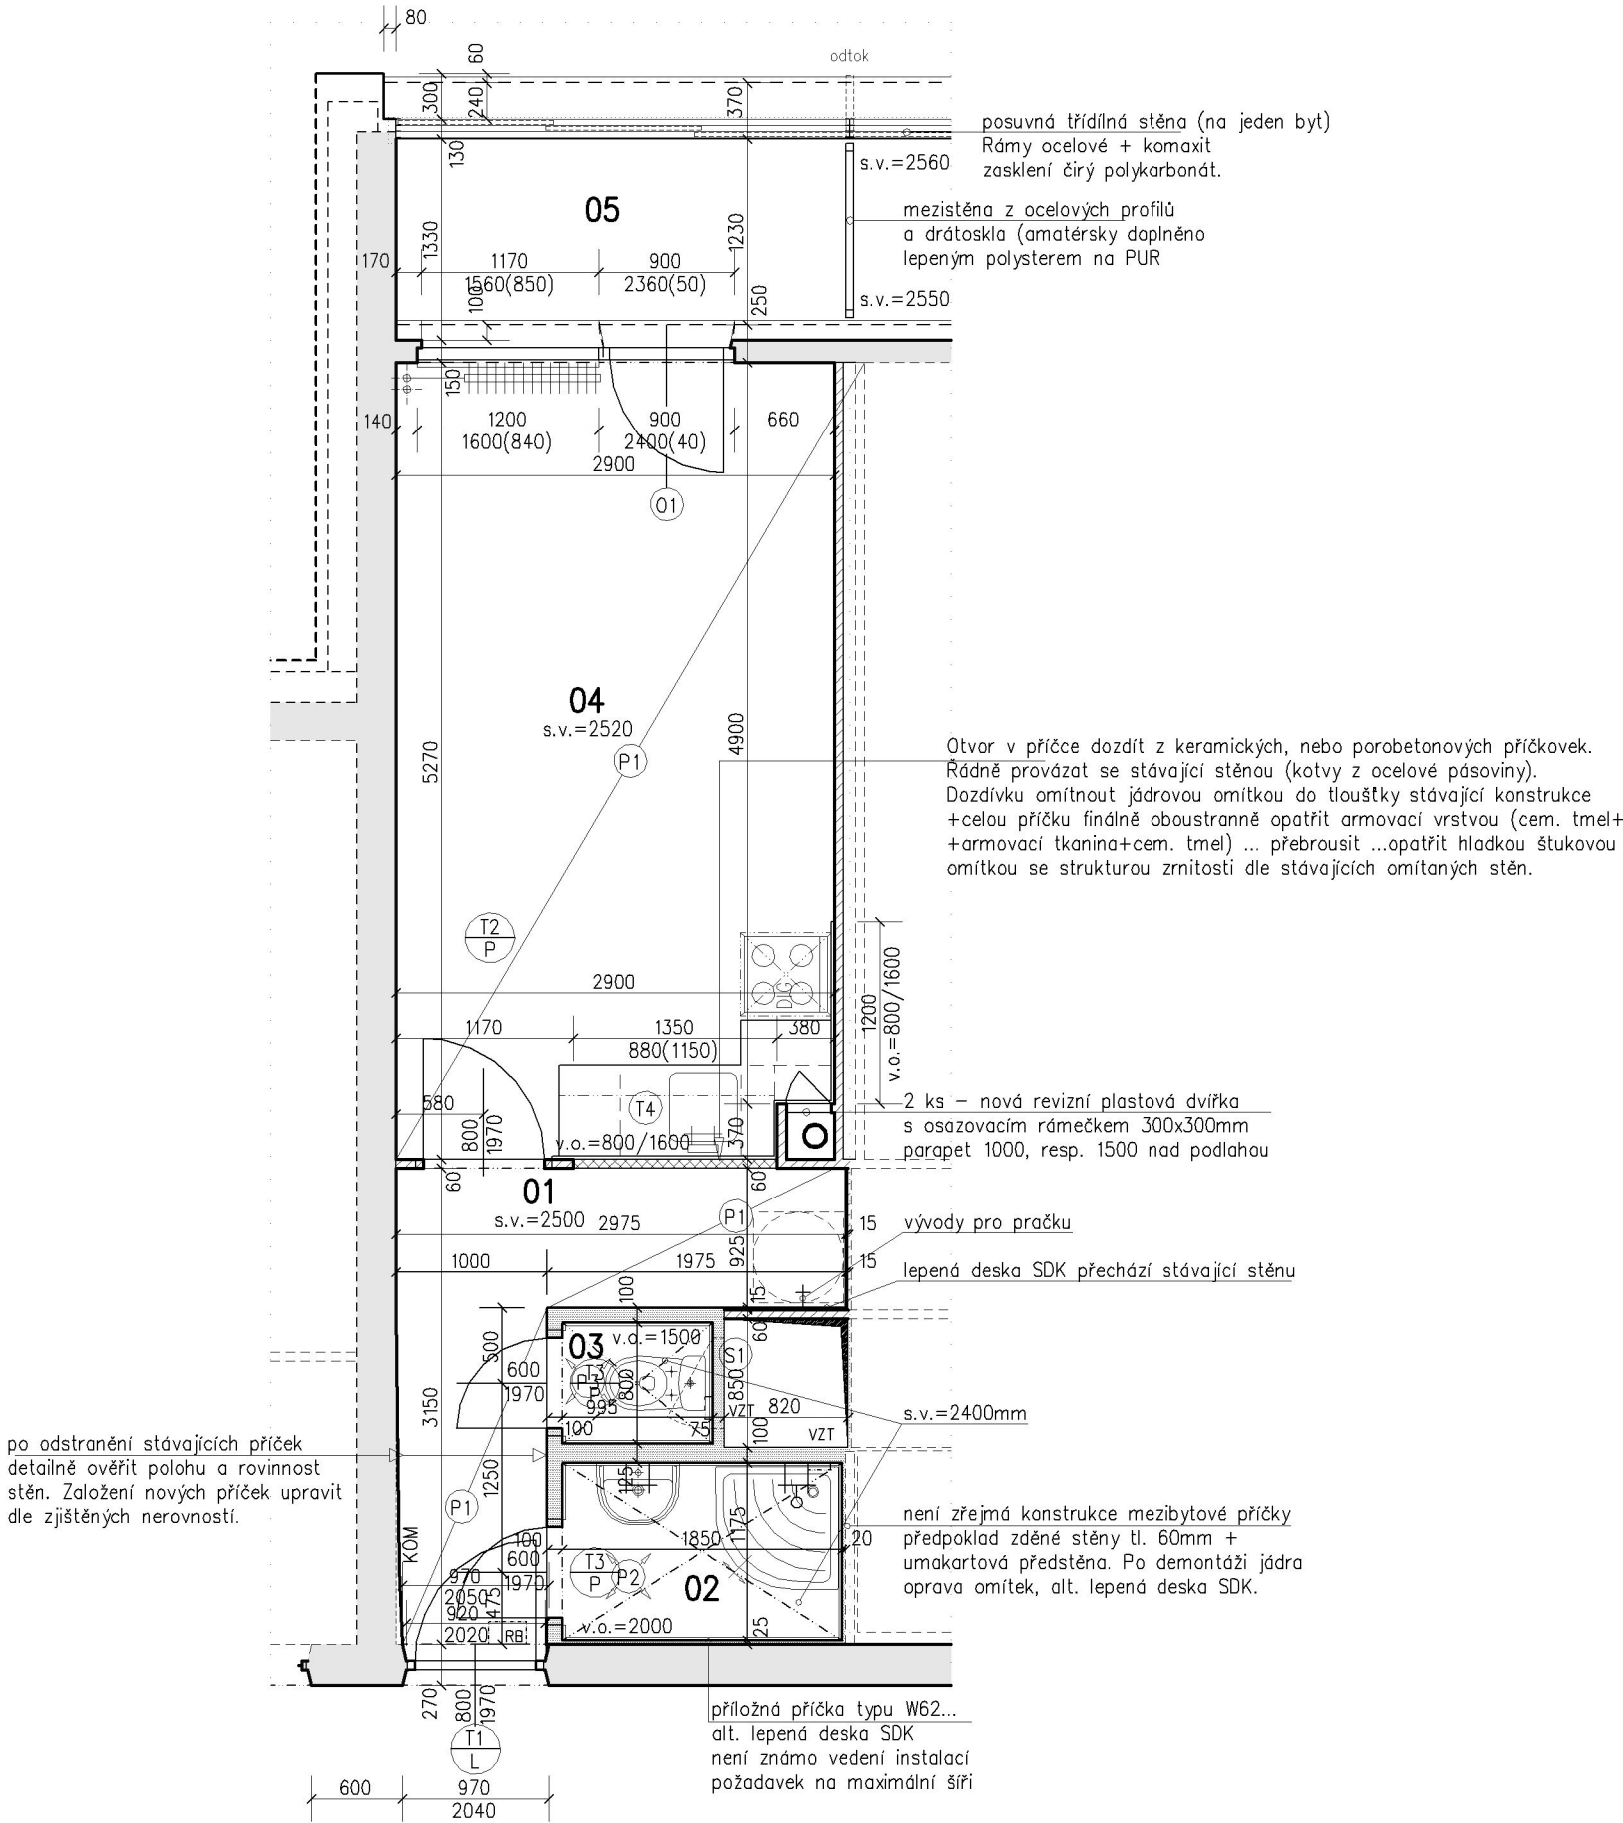 80
odtok
60
300
240
370
posuvná třídílná stěna (na jeden byt)
Rámy ocelové + komaxit
zasklení čirý polykarbonát.
130
s.v.=2560
05
mezistěna z ocelových profilů
a drátoskla (amatérsky doplněno
lepeným polysterem na PUR
1330
1230
170
1170
1560(850)
900
2360(50)
100
250
s.v.=2550
150
140
1200
1600(840)
900
2400(40)
660
2900
01
04
s.v.=2520
5270
4900
P1
Otvor v příčce dozdít z keramických, nebo porobetonových příčkovek.
Řádně provázat se stávající stěnou (kotvy z ocelové pásoviny).
Dozdívku omítnout jádrovou omítkou do tloušťky stávající konstrukce
+celou příčku finálně oboustranně opatřit armovací vrstvou (cem. tmel+
+armovací tkanina+cem. tmel) ... přebrousit ...opatřit hladkou štukovou
omítkou se strukturou zrnitosti dle stávajících omítaných stěn.
T2
P
DIG
2900
1200
v.o.=800/1600
1170
1350
880(1150)
380
580
800
1970
T4
v.o.=800/1600
370
2 ks – nová revizní plastová dvířka
s osazovacím rámečkem 300x300mm
parapet 1000, resp. 1500 nad podlahou
60
60
01
s.v.=2500
2975
P1
15
vývody pro pračku
1000
1975
925
15
lepená deska SDK přechází stávající stěnu
100
15
500
03
v.o.=1500
60
S1
600
1970
T3
P
P2
800
850
995
VZT
820
s.v.=2400mm
3150
100
75
100
VZT
po odstranění stávajících příček
detailně ověřit polohu a rovinnost
stěn. Založení nových příček upravit
dle zjištěných nerovností.
1250
125
P1
KOM
100
1850
1175
20
není zřejmá konstrukce mezibytové příčky
předpoklad zděné stěny tl. 60mm +
umakartová předstěna. Po demontáži jádra
oprava omítek, alt. lepená deska SDK.
600
1970
T3
P
P2
02
970
2050
475
920
2020
RB
v.o.=2000
25
270
800
1970
T1
L
příložná příčka typu W62...
alt. lepená deska SDK
není známo vedení instalací
požadavek na maximální šíři
600
970
2040